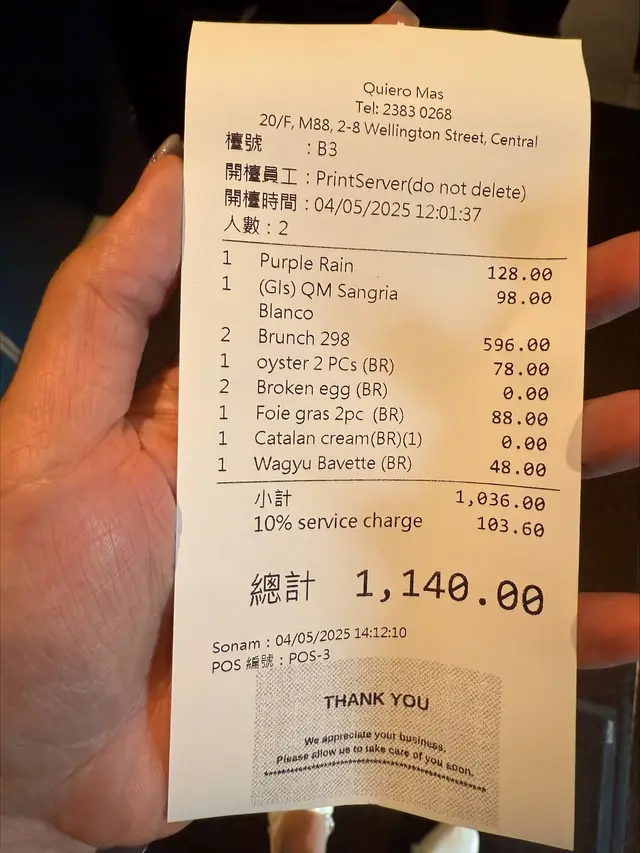 Quiero Mas
Tel: 2383 0268
20/F, M88, 2-8 Wellington Street, Central
檯號 : B3
開檯員工 : PrintServer(do not delete)
開檯時間 : 04/05/2025 12:01:37
人數 : 2
1 Purple Rain 128.00
1 (Gls) QM Sangria 98.00
Blanco
2 Brunch 298 596.00
1 oyster 2 PCs (BR) 78.00
2 Broken egg (BR) 0.00
1 Foie gras 2pc (BR) 88.00
1 Catalan cream(BR)(1) 0.00
1 Wagyu Bavette (BR) 48.00
小計 1,036.00
10% service charge 103.60
總計 1,140.00
Sonam : 04/05/2025 14:12:10
POS 編號 : POS-3
THANK YOU
We appreciate your business,
Please allow us to take care of you soon.
****************************************